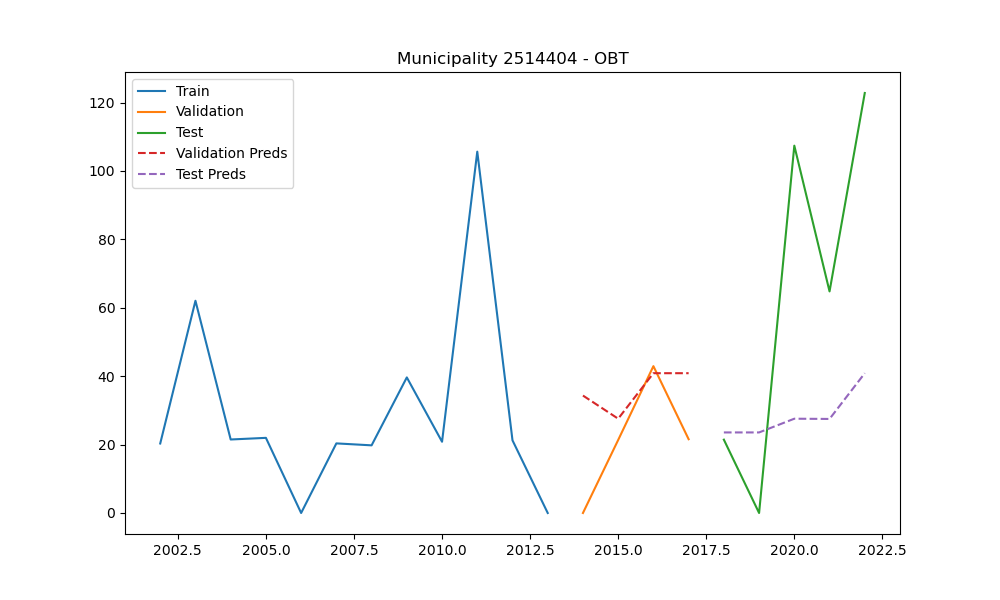 Municipality 2514404 - OBT
Train
Validation
Test
Validation Preds
Test Preds
120
100
80
60
40
20
0
2002.5 2005.0 2007.5 2010.0 2012.5 2015.0 2017.5 2020.0 2022.5